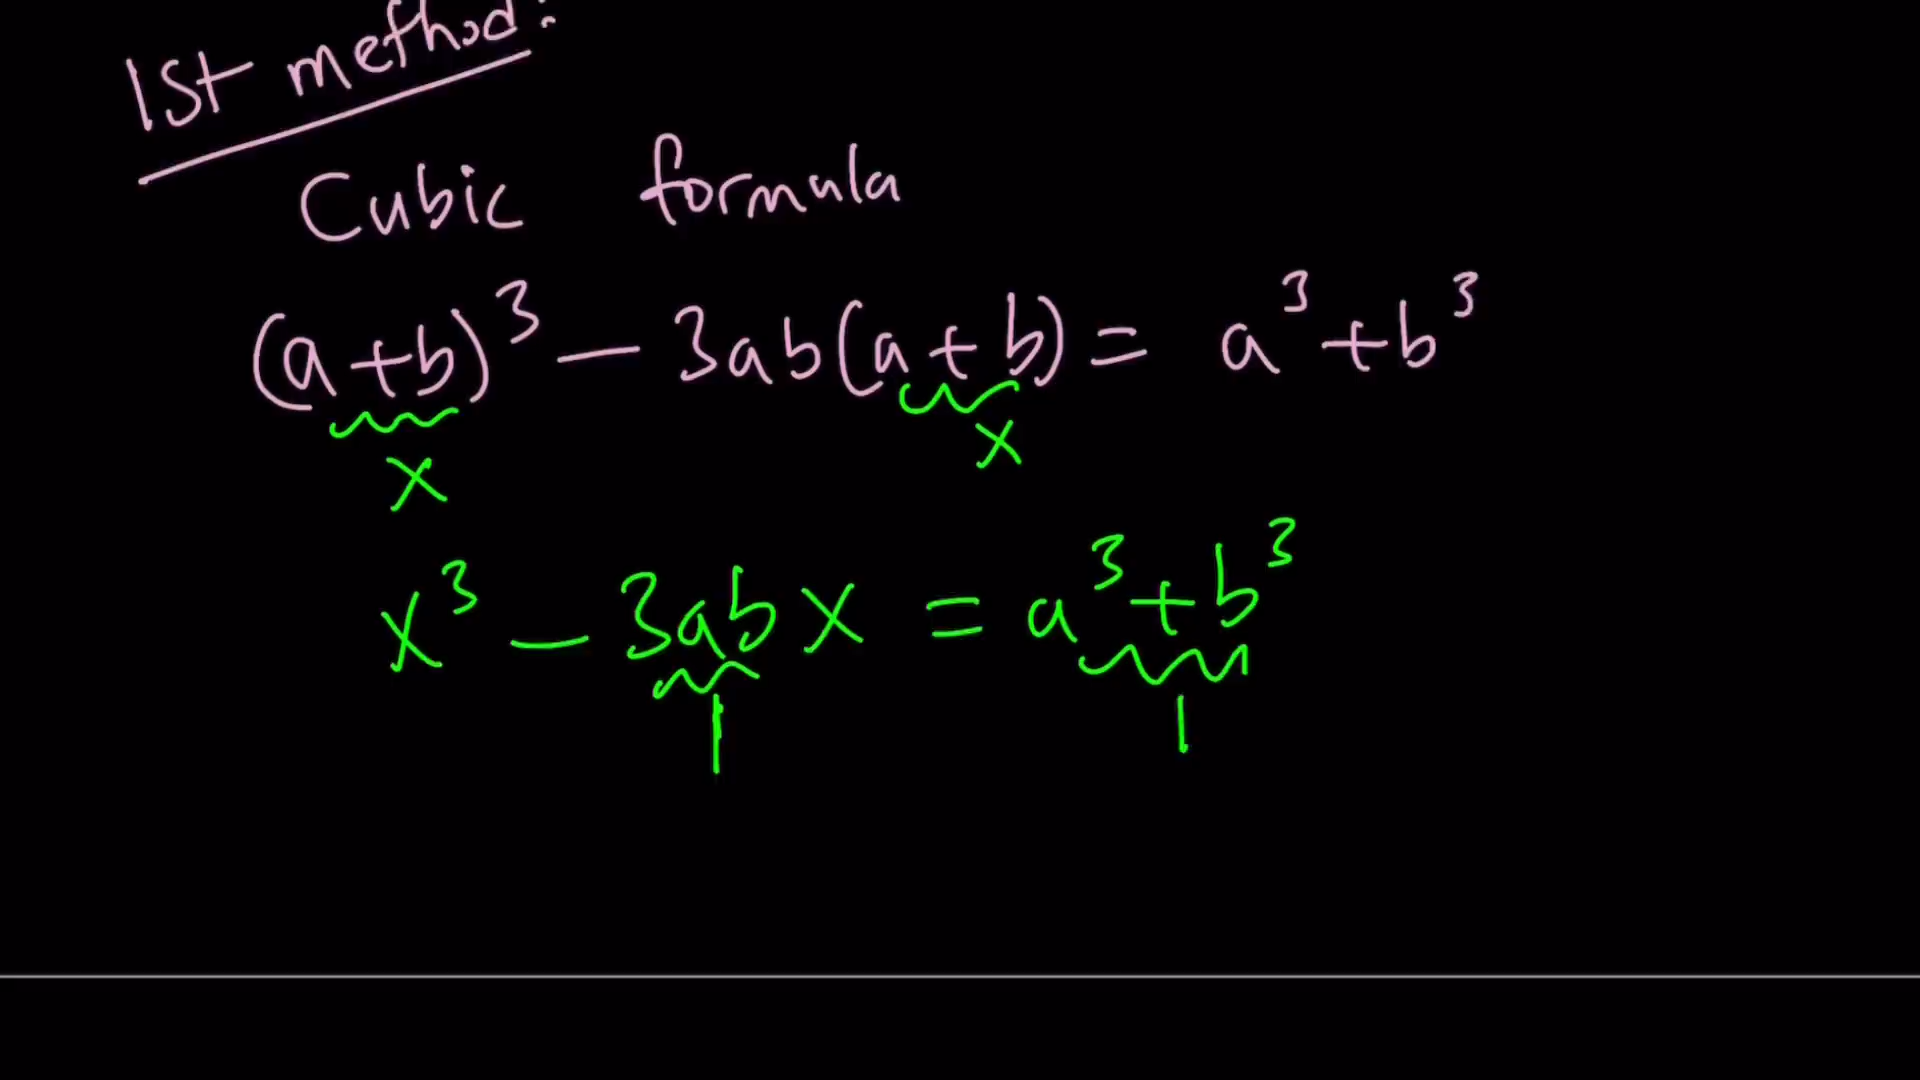 1st method:
Cubic formula
(a+b)³ — 3ab(a+b) = a³+b³
x x
x³ — 3abx = a³+b³
1 1